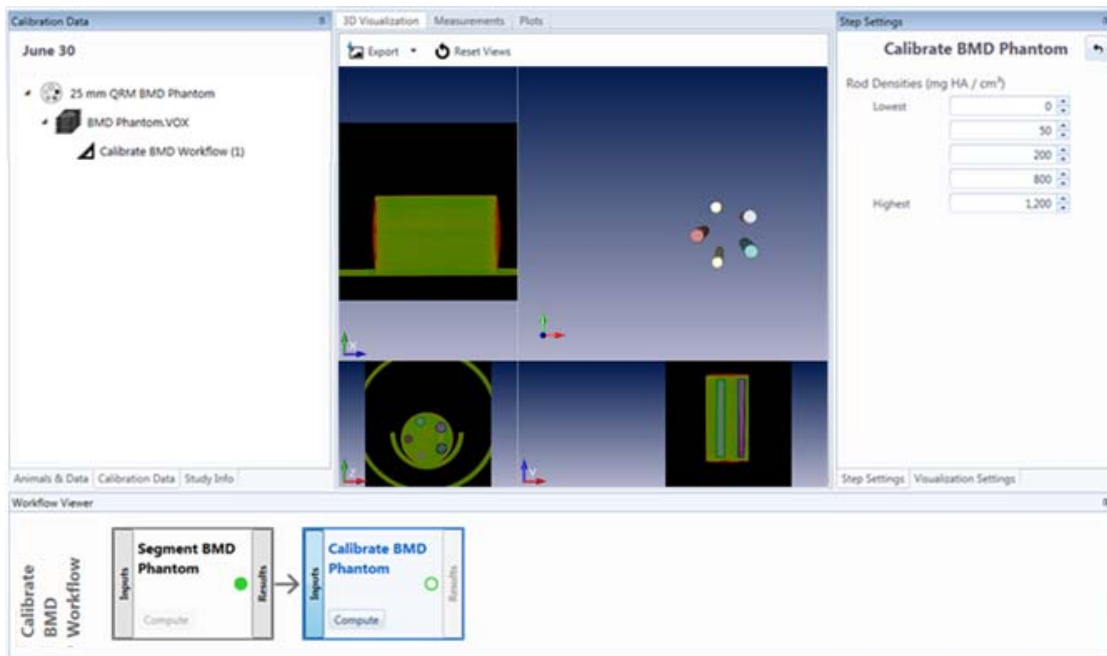 Calibration Data
June 30
25 mm QRM BMD Phantom
BMD Phantom.VOX
Calibrate BMD Workflow (1)
Animals & Data
Calibration Data
Study Info
3D Visualization
Measurements
Plots
Export
Reset Views
X
Z
Y
Step Settings
Calibrate BMD Phantom
Rod Densities (mg HA / cm³)
Lowest
0
50
200
800
Highest
1,200
Step Settings
Visualization Settings
Workflow Viewer
Calibrate
BMD
Workflow
Inputs
Segment BMD
Phantom
Compute
Results
Inputs
Calibrate BMD
Phantom
Compute
Results